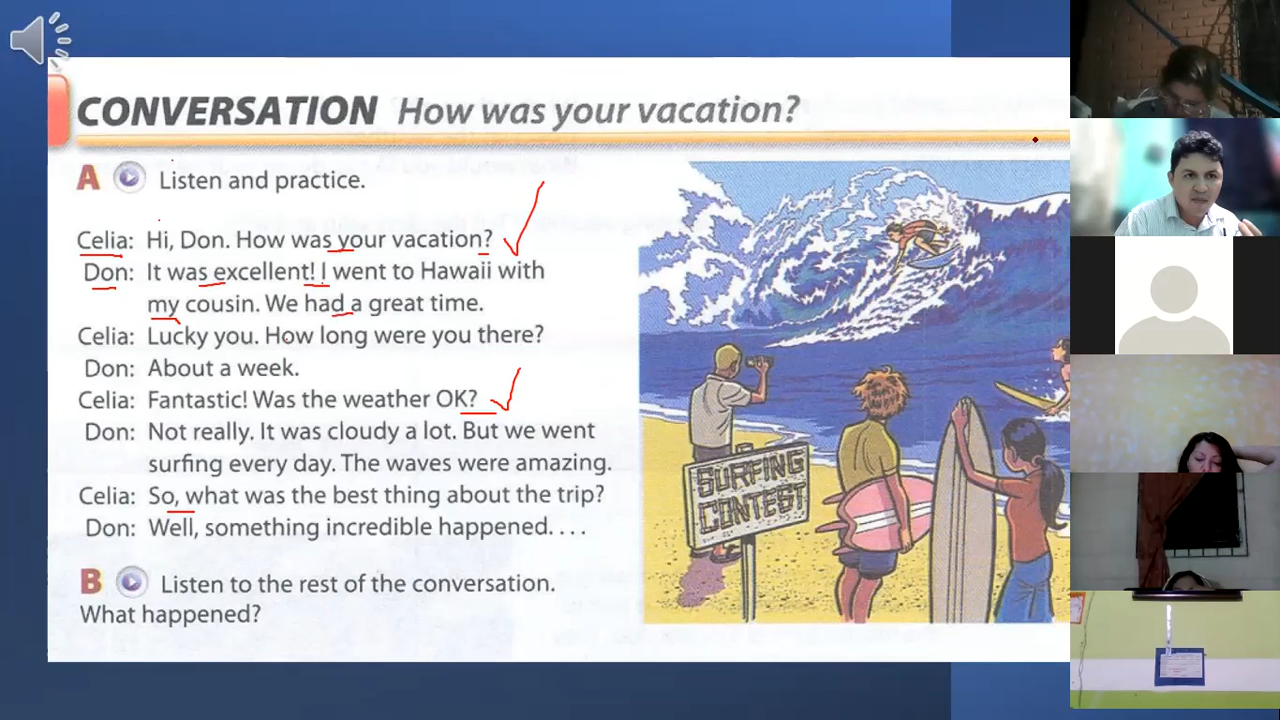 CONVERSATION How was your vacation?
A Listen and practice.
Celia: Hi, Don. How was your vacation?
Don: It was excellent! I went to Hawaii with
my cousin. We had a great time.
Celia: Lucky you. How long were you there?
Don: About a week.
Celia: Fantastic! Was the weather OK?
Don: Not really. It was cloudy a lot. But we went
surfing every day. The waves were amazing.
Celia: So, what was the best thing about the trip?
Don: Well, something incredible happened. . . .
B Listen to the rest of the conversation.
What happened?
SURFING
CONTEST